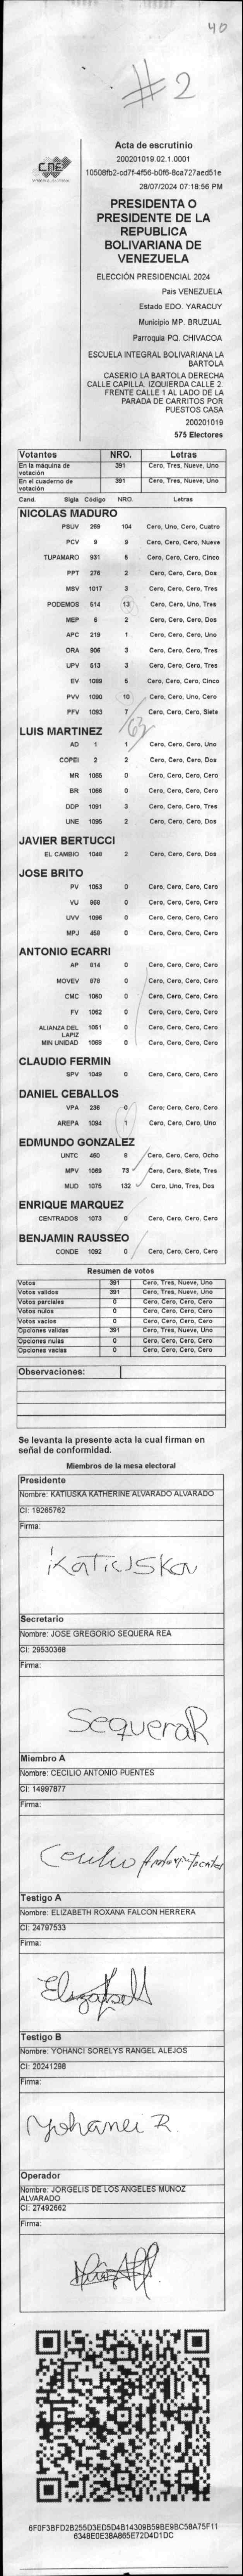 40
#2
CNE
Acta de escrutinio
200201019.02.1.0001
10508fb2-cd7f-4f56-b0f6-8ca727aed51e
28/07/2024 07:18:56 PM
PRESIDENTA O
PRESIDENTE DE LA
REPUBLICA
BOLIVARIANA DE
VENEZUELA
ELECCIÓN PRESIDENCIAL 2024
Pais VENEZUELA
Estado EDO. YARACUY
Municipio MP. BRUZUAL
Parroquia PQ. CHIVACOA
ESCUELA INTEGRAL BOLIVARIANA LA
BARTOLA
CASERIO LA BARTOLA DERECHA
CALLE CAPILLA. IZQUIERDA CALLE 2.
FRENTE CALLE 1 AL LADO DE LA
PARADA DE CARRITOS POR
PUESTOS CASA
200201019
575 Electores
Votantes NRO. Letras
En la máquina de votación 391 Cero, Tres, Nueve, Uno
En el cuaderno de votación 391 Cero, Tres, Nueve, Uno
Cand. Sigla Código NRO. Letras
NICOLAS MADURO
PSUV 269 104 Cero, Uno, Cero, Cuatro
PCV 9 9 Cero, Cero, Cero, Nueve
TUPAMARO 931 5 Cero, Cero, Cero, Cinco
PPT 276 2 Cero, Cero, Cero, Dos
MSV 1017 3 Cero, Cero, Cero, Tres
PODEMOS 514 13 Cero, Cero, Uno, Tres
MEP 6 2 Cero, Cero, Cero, Dos
APC 219 1 Cero, Cero, Cero, Uno
ORA 906 3 Cero, Cero, Cero, Tres
UPV 513 3 Cero, Cero, Cero, Tres
EV 1089 5 Cero, Cero, Cero, Cinco
PVV 1090 10 Cero, Cero, Uno, Cero
PFV 1093 7 Cero, Cero, Cero, Siete
LUIS MARTINEZ
AD 1 1 Cero, Cero, Cero, Uno
COPEI 2 2 Cero, Cero, Cero, Dos
MR 1065 0 Cero, Cero, Cero, Cero
BR 1066 0 Cero, Cero, Cero, Cero
DDP 1091 3 Cero, Cero, Cero, Tres
UNE 1095 2 Cero, Cero, Cero, Dos
JAVIER BERTUCCI
EL CAMBIO 1048 2 Cero, Cero, Cero, Dos
JOSE BRITO
PV 1053 0 Cero, Cero, Cero, Cero
VU 968 0 Cero, Cero, Cero, Cero
UVV 1096 0 Cero, Cero, Cero, Cero
MPJ 458 0 Cero, Cero, Cero, Cero
ANTONIO ECARRI
AP 814 0 Cero, Cero, Cero, Cero
MOVEV 878 0 Cero, Cero, Cero, Cero
CMC 1050 0 Cero, Cero, Cero, Cero
FV 1062 0 Cero, Cero, Cero, Cero
ALIANZA DEL LAPIZ 1051 0 Cero, Cero, Cero, Cero
MIN UNIDAD 1069 0 Cero, Cero, Cero, Cero
CLAUDIO FERMIN
SPV 1049 0 Cero, Cero, Cero, Cero
DANIEL CEBALLOS
VPA 236 0 Cero, Cero, Cero, Cero
AREPA 1094 1 Cero, Cero, Cero, Uno
EDMUNDO GONZALEZ
UNTC 460 8 Cero, Cero, Cero, Ocho
MPV 1069 73 Cero, Cero, Siete, Tres
MUD 1075 132 Cero, Uno, Tres, Dos
ENRIQUE MARQUEZ
CENTRADOS 1073 0 Cero, Cero, Cero, Cero
BENJAMIN RAUSSEO
CONDE 1092 0 Cero, Cero, Cero, Cero
Resumen de votos
Votos 391 Cero, Tres, Nueve, Uno
Votos validos 391 Cero, Tres, Nueve, Uno
Votos parciales 0 Cero, Cero, Cero, Cero
Votos nulos 0 Cero, Cero, Cero, Cero
Votos vacios 0 Cero, Cero, Cero, Cero
Opciones validas 391 Cero, Tres, Nueve, Uno
Opciones nulas 0 Cero, Cero, Cero, Cero
Opciones vacias 0 Cero, Cero, Cero, Cero
Observaciones:
Se levanta la presente acta la cual firman en
señal de conformidad.
Miembros de la mesa electoral
Presidente
Nombre: KATIUSKA KATHERINE ALVARADO ALVARADO
CI: 19265762
Firma:
KATIUSKA
Secretario
Nombre: JOSE GREGORIO SEQUERA REA
CI: 29530368
Firma:
Sequera R
Miembro A
Nombre: CECILIO ANTONIO PUENTES
CI: 14997877
Firma:
Testigo A
Nombre: ELIZABETH ROXANA FALCON HERRERA
CI: 24797533
Firma:
Testigo B
Nombre: YOHANCI SORELYS RANGEL ALEJOS
CI: 20241298
Firma:
Yohanci R.
Operador
Nombre: JORGELIS DE LOS ANGELES MUNOZ
ALVARADO
CI: 27492662
Firma:
6F0F3BFD2B255D3ED5D4B14309B59BE9BC58A75F11
6348E0E38A865E72D4D1DC